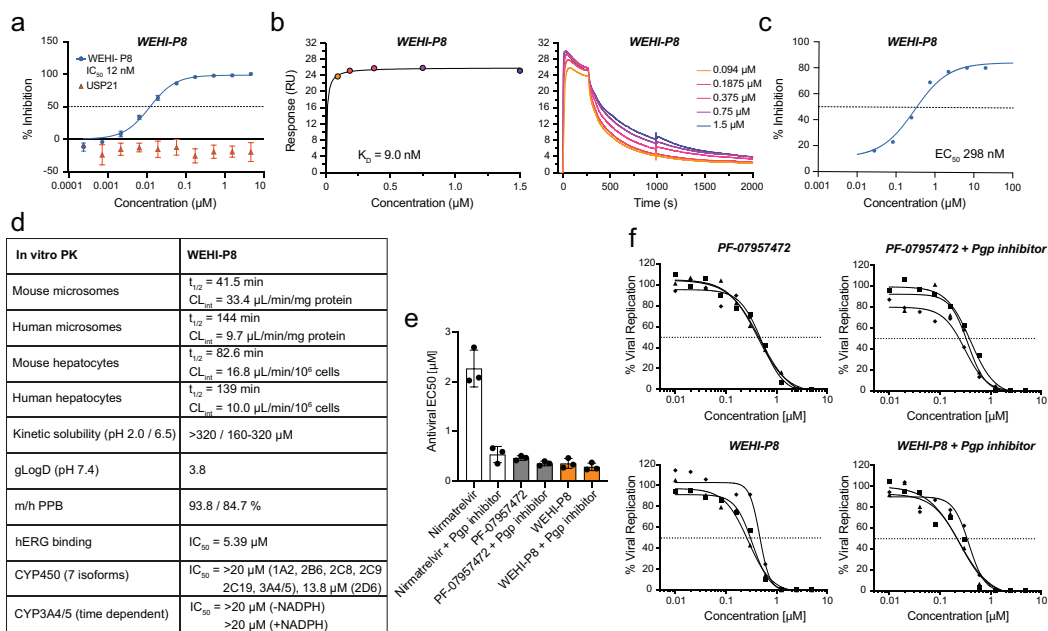 a
WEHI-P8
% Inhibition
150
100
50
0
-50
WEHI- P8
IC50 12 nM
USP21
0.0001
0.001
0.01
0.1
1
10
Concentration (µM)
b
WEHI-P8
Response (RU)
32
28
24
20
16
12
8
4
0
KD = 9.0 nM
0.0
0.5
1.0
1.5
Concentration (µM)
WEHI-P8
32
28
24
20
16
12
8
4
0
0.094 µM
0.1875 µM
0.375 µM
0.75 µM
1.5 µM
0
500
1000
1500
2000
Time (s)
c
WEHI-P8
% Inhibition
100
80
60
40
20
0
EC50 298 nM
0.001
0.01
0.1
1
10
100
Concentration (µM)
d
In vitro PK
WEHI-P8
Mouse microsomes
t1/2 = 41.5 min
CLint = 33.4 µL/min/mg protein
Human microsomes
t1/2 = 144 min
CLint = 9.7 µL/min/mg protein
Mouse hepatocytes
t1/2 = 82.6 min
CLint = 16.8 µL/min/10⁶ cells
Human hepatocytes
t1/2 = 139 min
CLint = 10.0 µL/min/10⁶ cells
Kinetic solubility (pH 2.0 / 6.5)
>320 / 160-320 µM
gLogD (pH 7.4)
3.8
m/h PPB
93.8 / 84.7 %
hERG binding
IC50 = 5.39 µM
CYP450 (7 isoforms)
IC50 = >20 µM (1A2, 2B6, 2C8, 2C9
2C19, 3A4/5), 13.8 µM (2D6)
CYP3A4/5 (time dependent)
IC50 = >20 µM (-NADPH)
>20 µM (+NADPH)
e
Antiviral EC50 [µM]
3
2
1
0
Nirmatrelvir
Nirmatrelvir + Pgp inhibitor
PF-07957472
PF-07957472 + Pgp inhibitor
WEHI-P8
WEHI-P8 + Pgp inhibitor
f
PF-07957472
% Viral Replication
120
100
80
60
40
20
0
0.01
0.1
1
10
Concentration [µM]
PF-07957472 + Pgp inhibitor
% Viral Replication
120
100
80
60
40
20
0
0.01
0.1
1
10
Concentration [µM]
WEHI-P8
% Viral Replication
120
100
80
60
40
20
0
0.01
0.1
1
10
Concentration [µM]
WEHI-P8 + Pgp inhibitor
% Viral Replication
120
100
80
60
40
20
0
0.01
0.1
1
10
Concentration [µM]